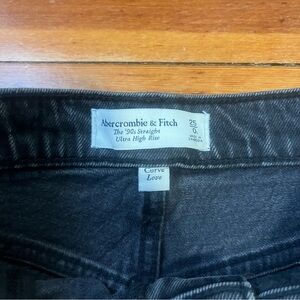 Abercrombie & Fitch
The '90s Straight
Ultra High Rise
25
0
Curve
Love